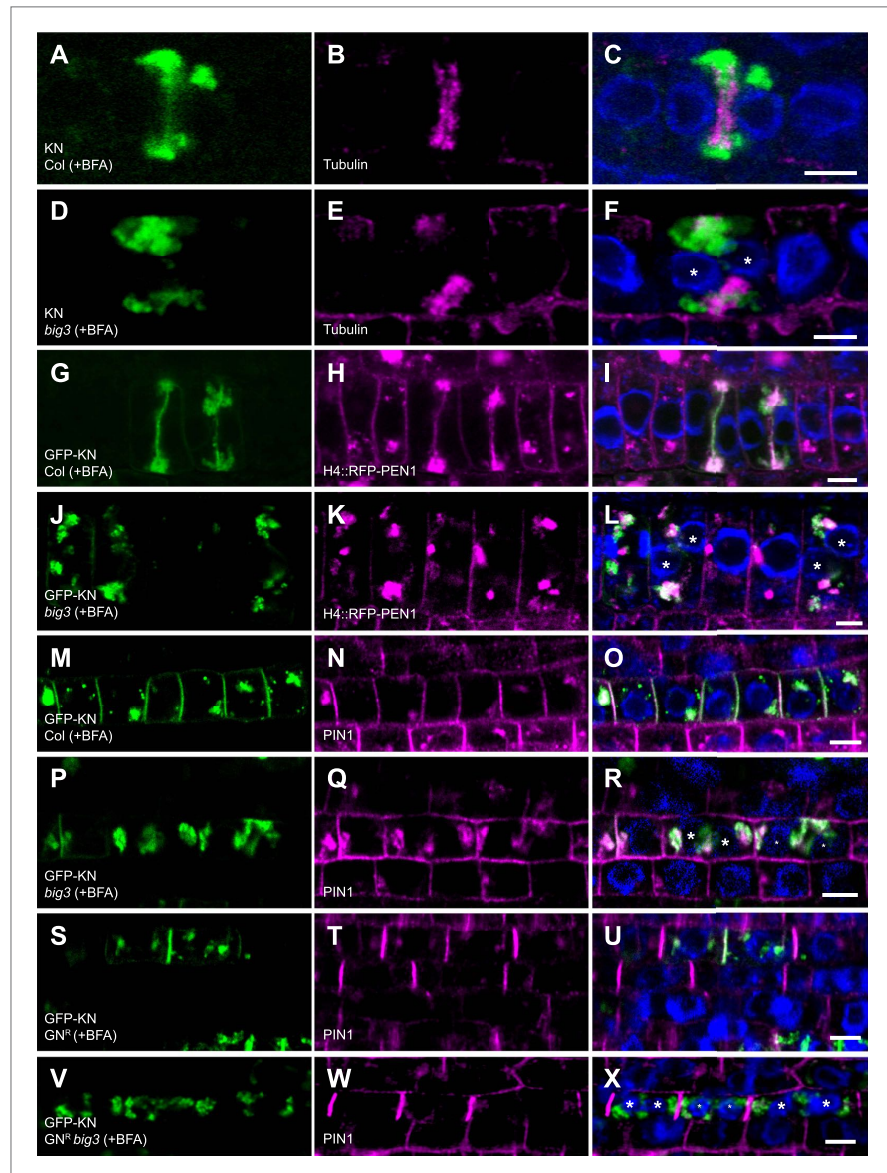 A B C
KN
Col (+BFA) Tubulin
D E F
KN
big3 (+BFA) Tubulin
* *
G H I
GFP-KN
Col (+BFA) H4::RFP-PEN1
J K L
* * * *
GFP-KN
big3 (+BFA) H4::RFP-PEN1
M N O
GFP-KN
Col (+BFA) PIN1
P Q R
* * * *
GFP-KN
big3 (+BFA) PIN1
S T U
GFP-KN
GNᴿ (+BFA) PIN1
V W X
* * * * * *
GFP-KN
GNᴿ big3 (+BFA) PIN1